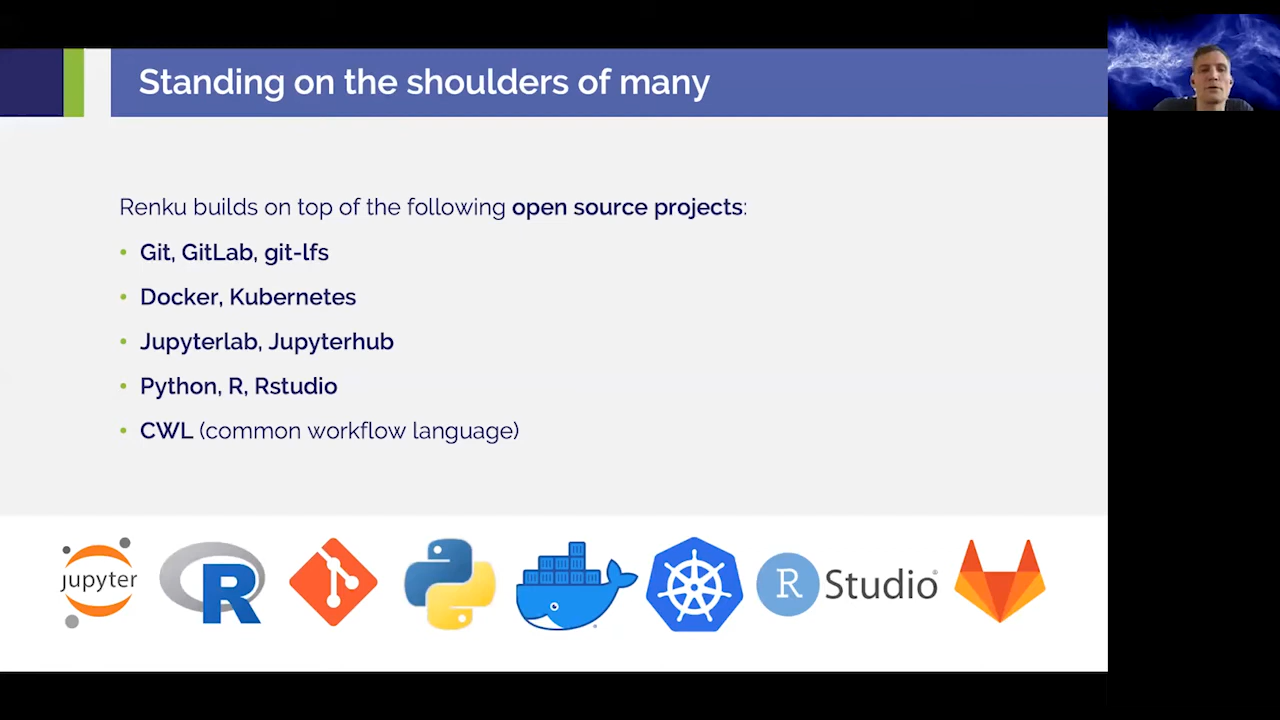 Standing on the shoulders of many
Renku builds on top of the following open source projects:
• Git, GitLab, git-lfs
• Docker, Kubernetes
• Jupyterlab, Jupyterhub
• Python, R, Rstudio
• CWL (common workflow language)
jupyter
R
R Studio®